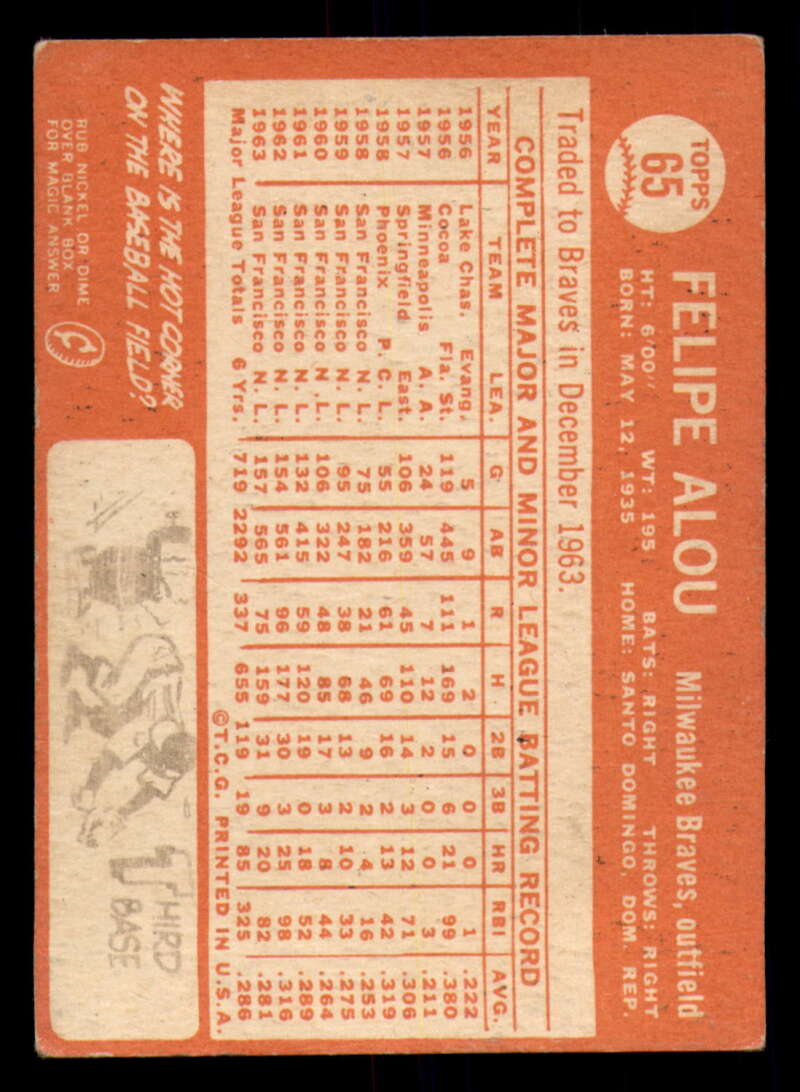 TOPPS
65
FELIPE ALOU Milwaukee Braves, outfield
HT: 6'00" WT: 195 BATS: RIGHT THROWS: RIGHT
BORN: MAY 12, 1935 HOME: SANTO DOMINGO, DOM. REP.
Traded to Braves in December 1963.
COMPLETE MAJOR AND MINOR LEAGUE BATTING RECORD
YEAR TEAM LEA. G AB R H 2B 3B HR RBI AVG.
1956 Lake Chas. Evang. 5 9 1 2 0 0 0 1 .222
1956 Cocoa Fla. St. 119 445 111 169 15 6 21 99 .380
1957 Minneapolis A. A. 24 57 7 12 2 0 0 3 .211
1957 Springfield East. 106 359 45 110 14 3 12 71 .306
1958 Phoenix P. C. L. 55 216 61 69 16 2 13 42 .319
1958 San Francisco N. L. 75 182 21 46 9 2 4 16 .253
1959 San Francisco N. L. 95 247 38 68 13 2 10 33 .275
1960 San Francisco N. L. 106 322 48 85 17 3 8 44 .264
1961 San Francisco N. L. 132 415 59 120 19 0 18 52 .289
1962 San Francisco N. L. 154 561 96 177 30 3 25 98 .316
1963 San Francisco N. L. 157 565 75 159 31 9 20 82 .281
Major League Totals 6 Yrs. 719 2292 337 655 119 19 85 325 .286
©T.C.G. PRINTED IN U.S.A.
WHERE IS THE HOT CORNER
ON THE BASEBALL FIELD?
RUB NICKEL OR DIME
OVER BLANK BOX
FOR MAGIC ANSWER
THIRD
BASE